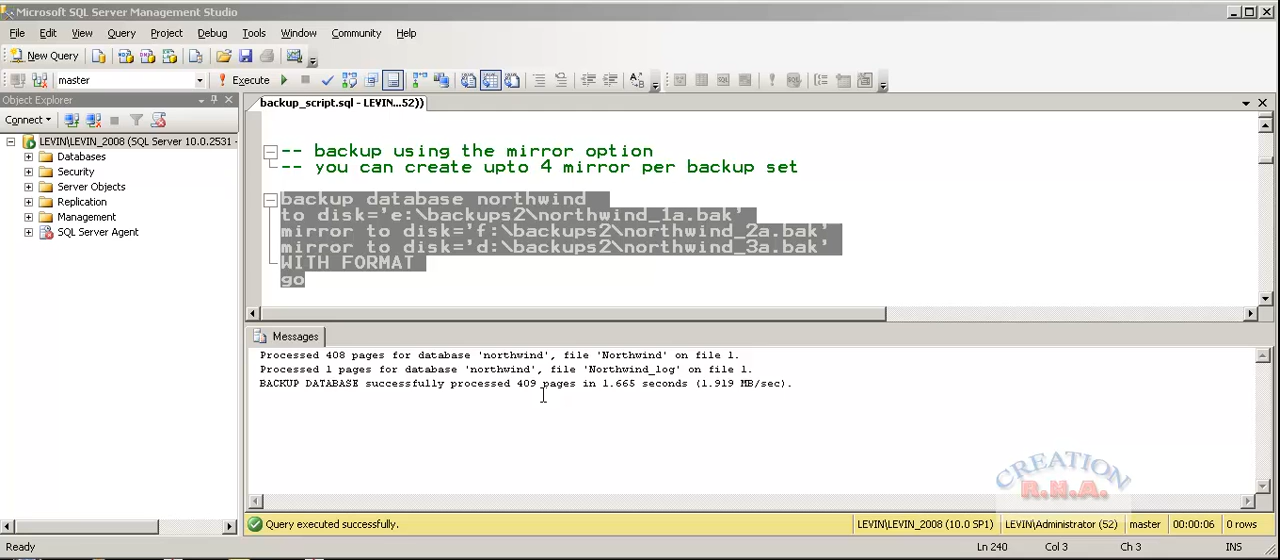 Microsoft SQL Server Management Studio
File Edit View Query Project Debug Tools Window Community Help
New Query
master Execute
Object Explorer
backup_script.sql - LEVIN...52))
Connect
LEVIN\LEVIN_2008 (SQL Server 10.0.2531 -
Databases
Security
Server Objects
Replication
Management
SQL Server Agent
-- backup using the mirror option
-- you can create upto 4 mirror per backup set
backup database northwind
to disk='e:\backups2\northwind_1a.bak'
mirror to disk='f:\backups2\northwind_2a.bak'
mirror to disk='d:\backups2\northwind_3a.bak'
WITH FORMAT
go
Messages
Processed 408 pages for database 'northwind', file 'Northwind' on file 1.
Processed 1 pages for database 'northwind', file 'Northwind_log' on file 1.
BACKUP DATABASE successfully processed 409 pages in 1.665 seconds (1.919 MB/sec).
CREATION
R.N.A.
Query executed successfully.
LEVIN\LEVIN_2008 (10.0 SP1) LEVIN\Administrator (52) master 00:00:06 0 rows
Ready Ln 240 Col 3 Ch 3 INS